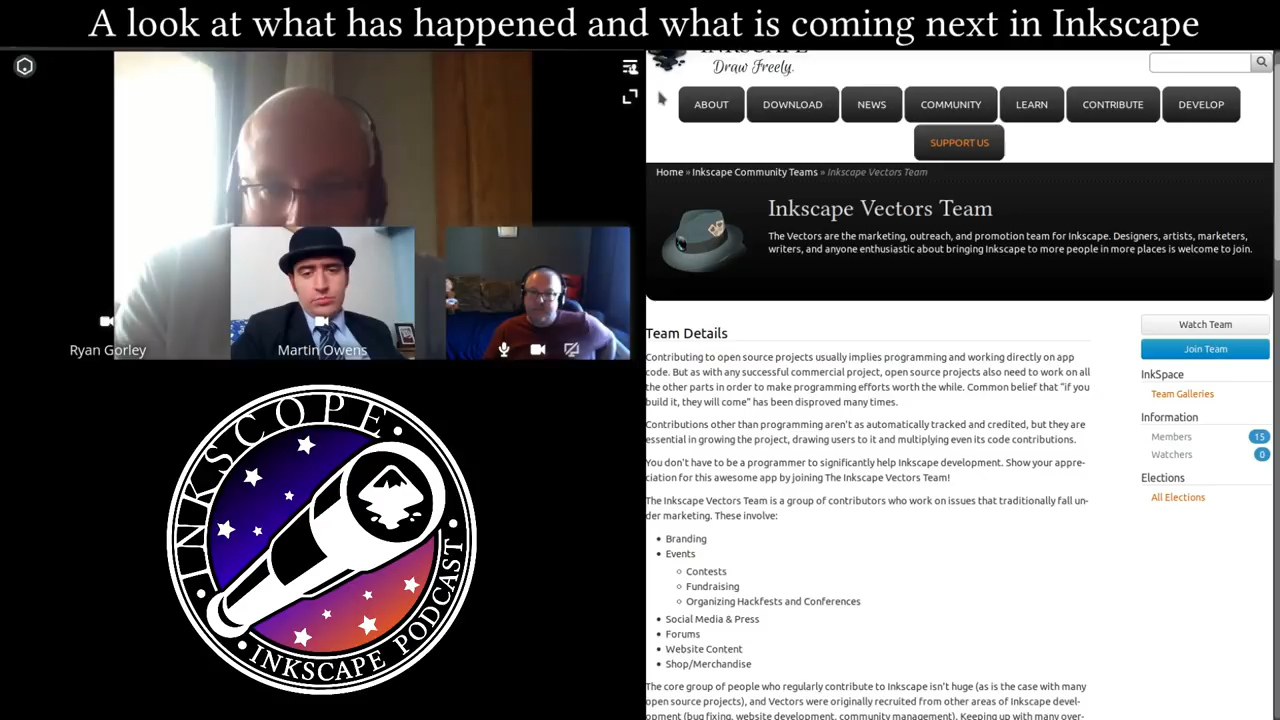 A look at what has happened and what is coming next in Inkscape
INKSCAPE
Draw Freely.
ABOUT
DOWNLOAD
NEWS
COMMUNITY
LEARN
CONTRIBUTE
DEVELOP
SUPPORT US
Home » Inkscape Community Teams » Inkscape Vectors Team
Inkscape Vectors Team
The Vectors are the marketing, outreach, and promotion team for Inkscape. Designers, artists, marketers,
writers, and anyone enthusiastic about bringing Inkscape to more people in more places is welcome to join.
Ryan Gorley
Martin Owens
Team Details
Contributing to open source projects usually implies programming and working directly on app
code. But as with any successful commercial project, open source projects also need to work on all
the other parts in order to make programming efforts worth the while. Common belief that “if you
build it, they will come” has been disproved many times.
Contributions other than programming aren't as automatically tracked and credited, but they are
essential in growing the project, drawing users to it and multiplying even its code contributions.
You don't have to be a programmer to significantly help Inkscape development. Show your appre-
ciation for this awesome app by joining The Inkscape Vectors Team!
The Inkscape Vectors Team is a group of contributors who work on issues that traditionally fall un-
der marketing. These involve:
• Branding
• Events
○ Contests
○ Fundraising
○ Organizing Hackfests and Conferences
• Social Media & Press
• Forums
• Website Content
• Shop/Merchandise
The core group of people who regularly contribute to Inkscape isn't huge (as is the case with many
open source projects), and Vectors were originally recruited from other areas of Inkscape devel-
opment (bug fixing, website development, community management). Keeping up with many over-
Watch Team
Join Team
InkSpace
Team Galleries
Information
Members 15
Watchers 0
Elections
All Elections
INKSCOPE
INKSCAPE PODCAST